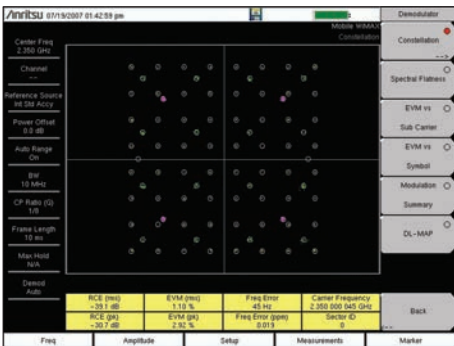 Anritsu 07/19/2007 01:42:59 pm
Mobile WiMAX
Constellation
Center Freq
2.350 GHz
Channel
--
Reference Source
Int Std Accy
Power Offset
0.0 dB
Auto Range
On
BW
10 MHz
CP Ratio (G)
1/8
Frame Length
10 ms
Max Hold
N/A
Demod
Auto
RCE (rms)
-39.1 dB
EVM (rms)
1.10 %
Freq Error
45 Hz
Carrier Frequency
2.350 000 045 GHz
RCE (pk)
-30.7 dB
EVM (pk)
2.92 %
Freq Error (ppm)
0.019
Sector ID
0
Demodulator
Constellation
-->
Spectral Flatness
EVM vs
Sub Carrier
EVM vs
Symbol
Modulation
Summary
DL-MAP
Back
<--
Freq
Amplitude
Setup
Measurements
Marker